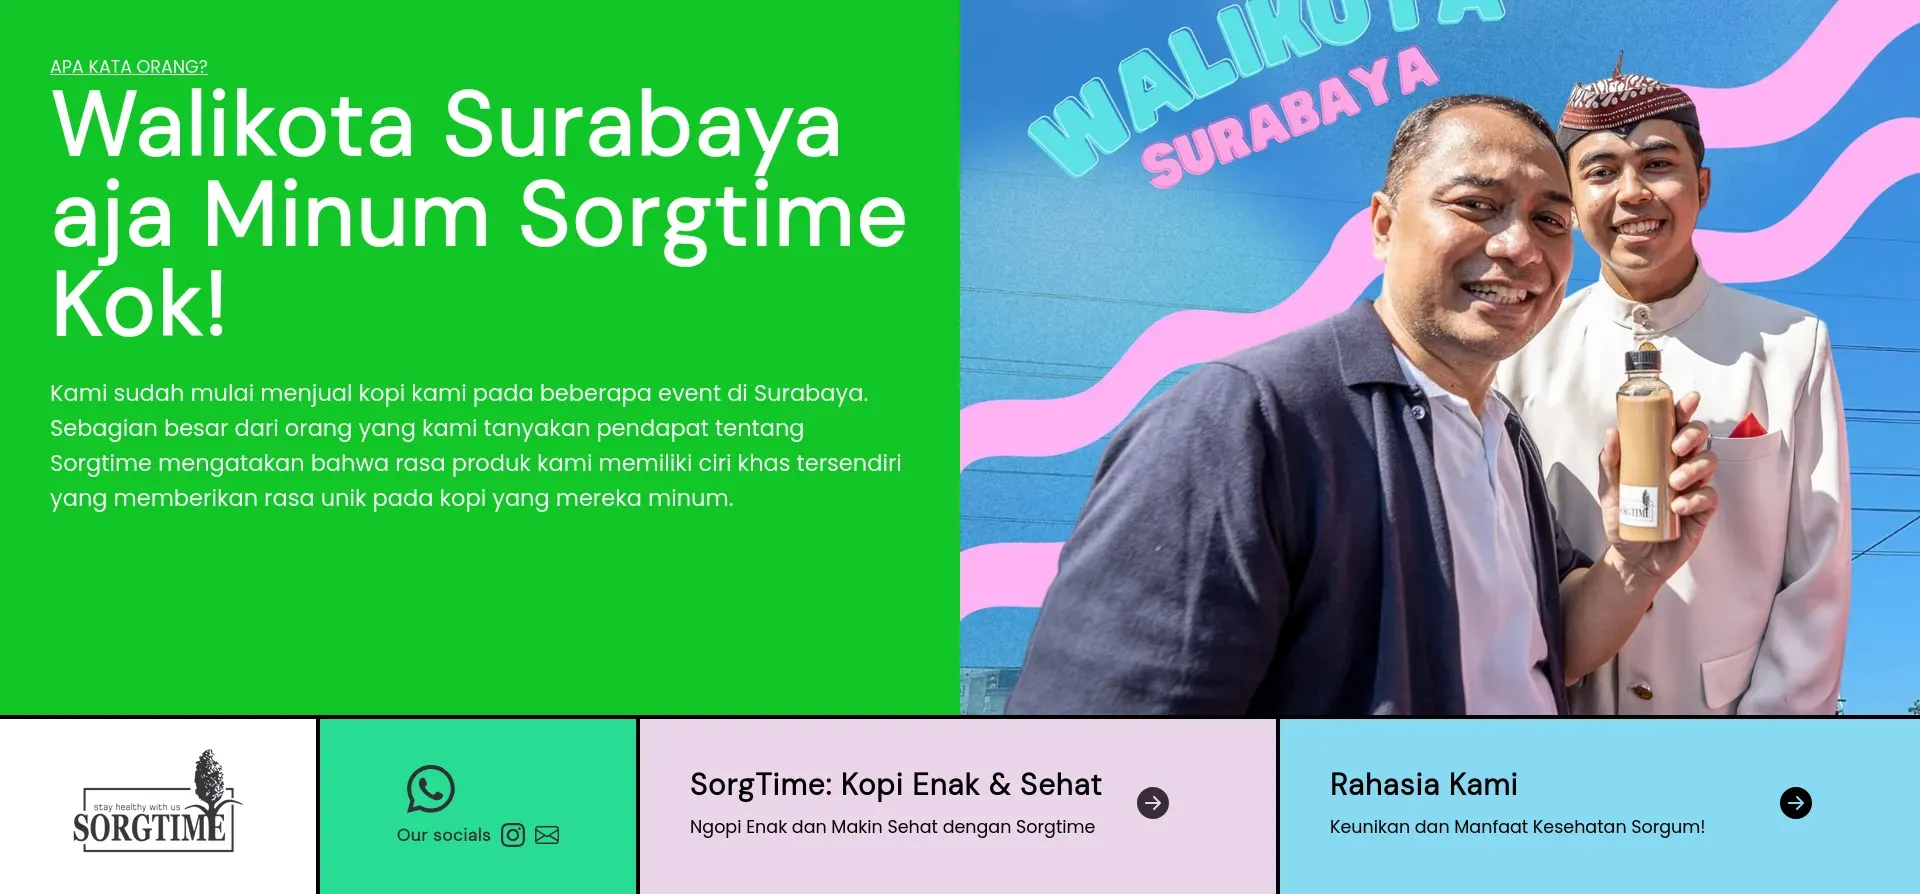 APA KATA ORANG?
Walikota Surabaya
aja Minum Sorgtime
Kok!
Kami sudah mulai menjual kopi kami pada beberapa event di Surabaya.
Sebagian besar dari orang yang kami tanyakan pendapat tentang
Sorgtime mengatakan bahwa rasa produk kami memiliki ciri khas tersendiri
yang memberikan rasa unik pada kopi yang mereka minum.
WALIKOTA
SURABAYA
SORGTIME
stay healthy with us
SORGTIME
Our socials
SorgTime: Kopi Enak & Sehat
Ngopi Enak dan Makin Sehat dengan Sorgtime
Rahasia Kami
Keunikan dan Manfaat Kesehatan Sorgum!